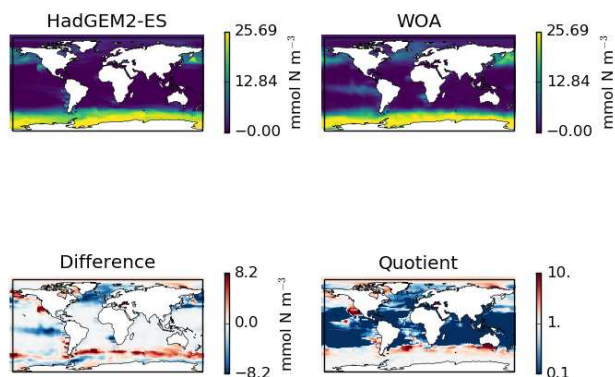 HadGEM2-ES
25.69
12.84
−0.00
mmol N m⁻³
WOA
25.69
12.84
−0.00
mmol N m⁻³
Difference
8.2
0.0
−8.2
mmol N m⁻³
Quotient
10.
1.
0.1